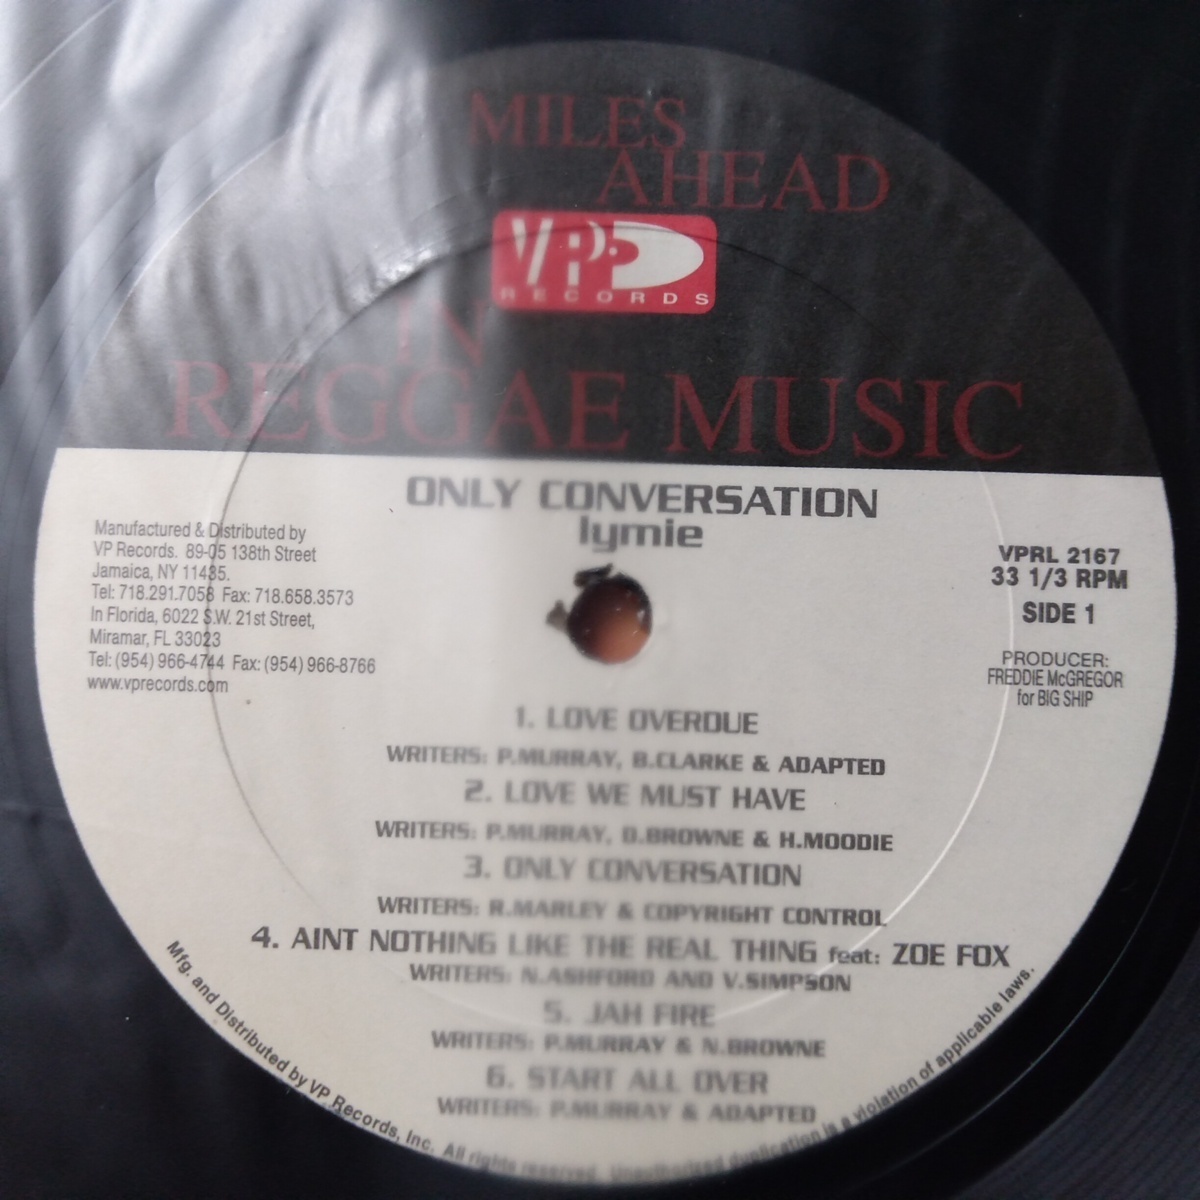 MILES
AHEAD
VP
RECORDS
IN
REGGAE MUSIC
ONLY CONVERSATION
lymie
Manufactured & Distributed by
VP Records. 89-05 138th Street
Jamaica, NY 11435.
Tel: 718.291.7058 Fax: 718.658.3573
In Florida, 6022 S.W. 21st Street,
Miramar, FL 33023
Tel: (954) 966-4744 Fax: (954) 966-8766
www.vprecords.com
VPRL 2167
33 1/3 RPM
SIDE 1
PRODUCER:
FREDDIE McGREGOR
for BIG SHIP
1. LOVE OVERDUE
WRITERS: P.MURRAY, B.CLARKE & ADAPTED
2. LOVE WE MUST HAVE
WRITERS: P.MURRAY, D.BROWNE & H.MOODIE
3. ONLY CONVERSATION
WRITERS: R.MARLEY & COPYRIGHT CONTROL
4. AINT NOTHING LIKE THE REAL THING feat: ZOE FOX
WRITERS: N.ASHFORD AND V.SIMPSON
5. JAH FIRE
WRITERS: P.MURRAY & N.BROWNE
6. START ALL OVER
WRITERS: P.MURRAY & ADAPTED
Mfg. and Distributed by VP Records, Inc. All rights reserved. Unauthorized duplication is a violation of applicable laws.